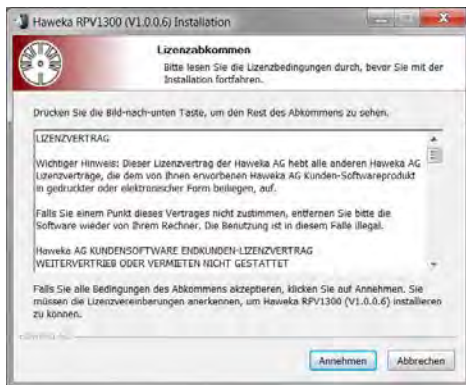 Haweka RPV1300 (V1.0.0.6) Installation
Lizenzabkommen
Bitte lesen Sie die Lizenzbedingungen durch, bevor Sie mit der
Installation fortfahren.
Drücken Sie die Bild-nach-unten Taste, um den Rest des Abkommens zu sehen.
LIZENZVERTRAG
Wichtiger Hinweis: Dieser Lizenzvertrag der Haweka AG hebt alle anderen Haweka AG
Lizenzverträge, die dem von Ihnen erworbenen Haweka AG Kunden-Softwareprodukt
in gedruckter oder elektronischer Form beiliegen, auf.
Falls Sie einem Punkt dieses Vertrages nicht zustimmen, entfernen Sie bitte die
Software wieder von Ihrem Rechner. Die Benutzung ist in diesem Falle illegal.
Haweka AG KUNDENSOFTWARE ENDKUNDEN-LIZENZVERTRAG
WEITERVERTRIEB ODER VERMIETEN NICHT GESTATTET
Falls Sie alle Bedingungen des Abkommens akzeptieren, klicken Sie auf Annehmen. Sie
müssen die Lizenzvereinbarungen anerkennen, um Haweka RPV1300 (V1.0.0.6) installieren
zu können.
Annehmen
Abbrechen